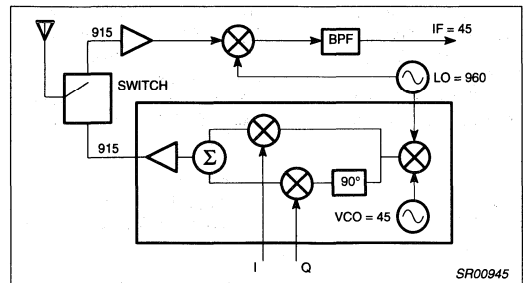 915
BPF
IF = 45
SWITCH
LO = 960
915
Σ
90°
VCO = 45
I
Q
SR00945